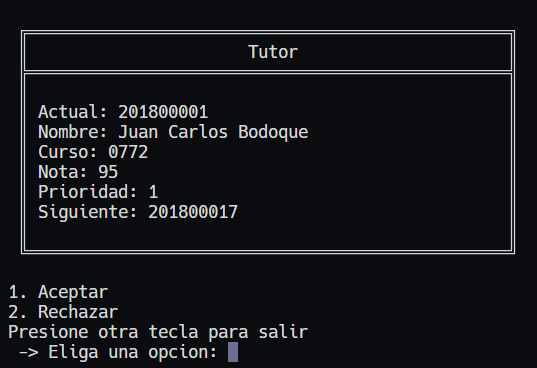 Tutor
Actual: 201800001
Nombre: Juan Carlos Bodoque
Curso: 0772
Nota: 95
Prioridad: 1
Siguiente: 201800017
1. Aceptar
2. Rechazar
Presione otra tecla para salir
-> Eliga una opcion: